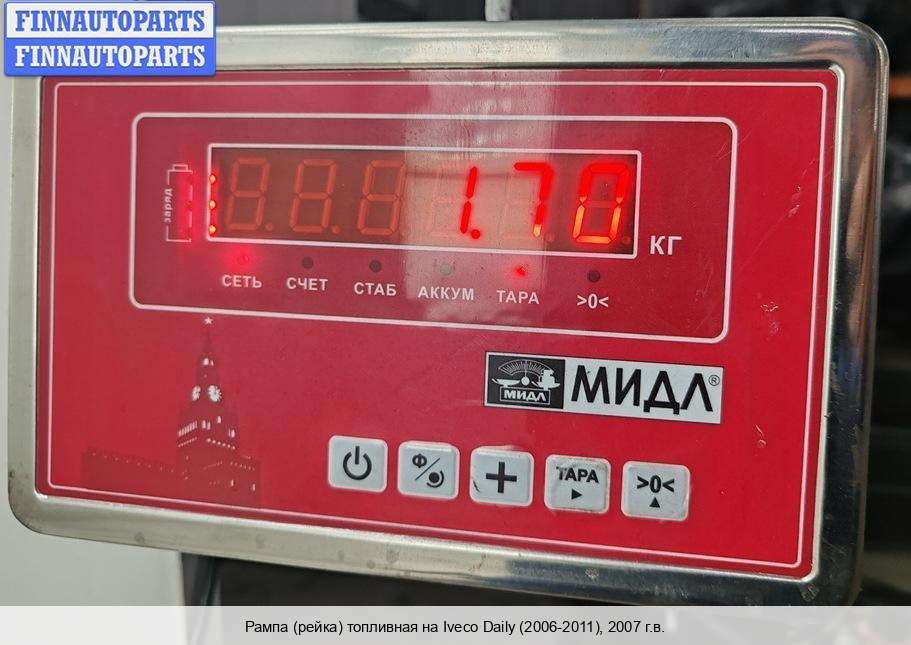 FINNAUTOPARTS
FINNAUTOPARTS
заряд
1.70
КГ
СЕТЬ СЧЕТ СТАБ АККУМ ТАРА >0<
МИДЛ МИДЛ®
Ф ТАРА >0<
Рампа (рейка) топливная на Iveco Daily (2006-2011), 2007 г.в.